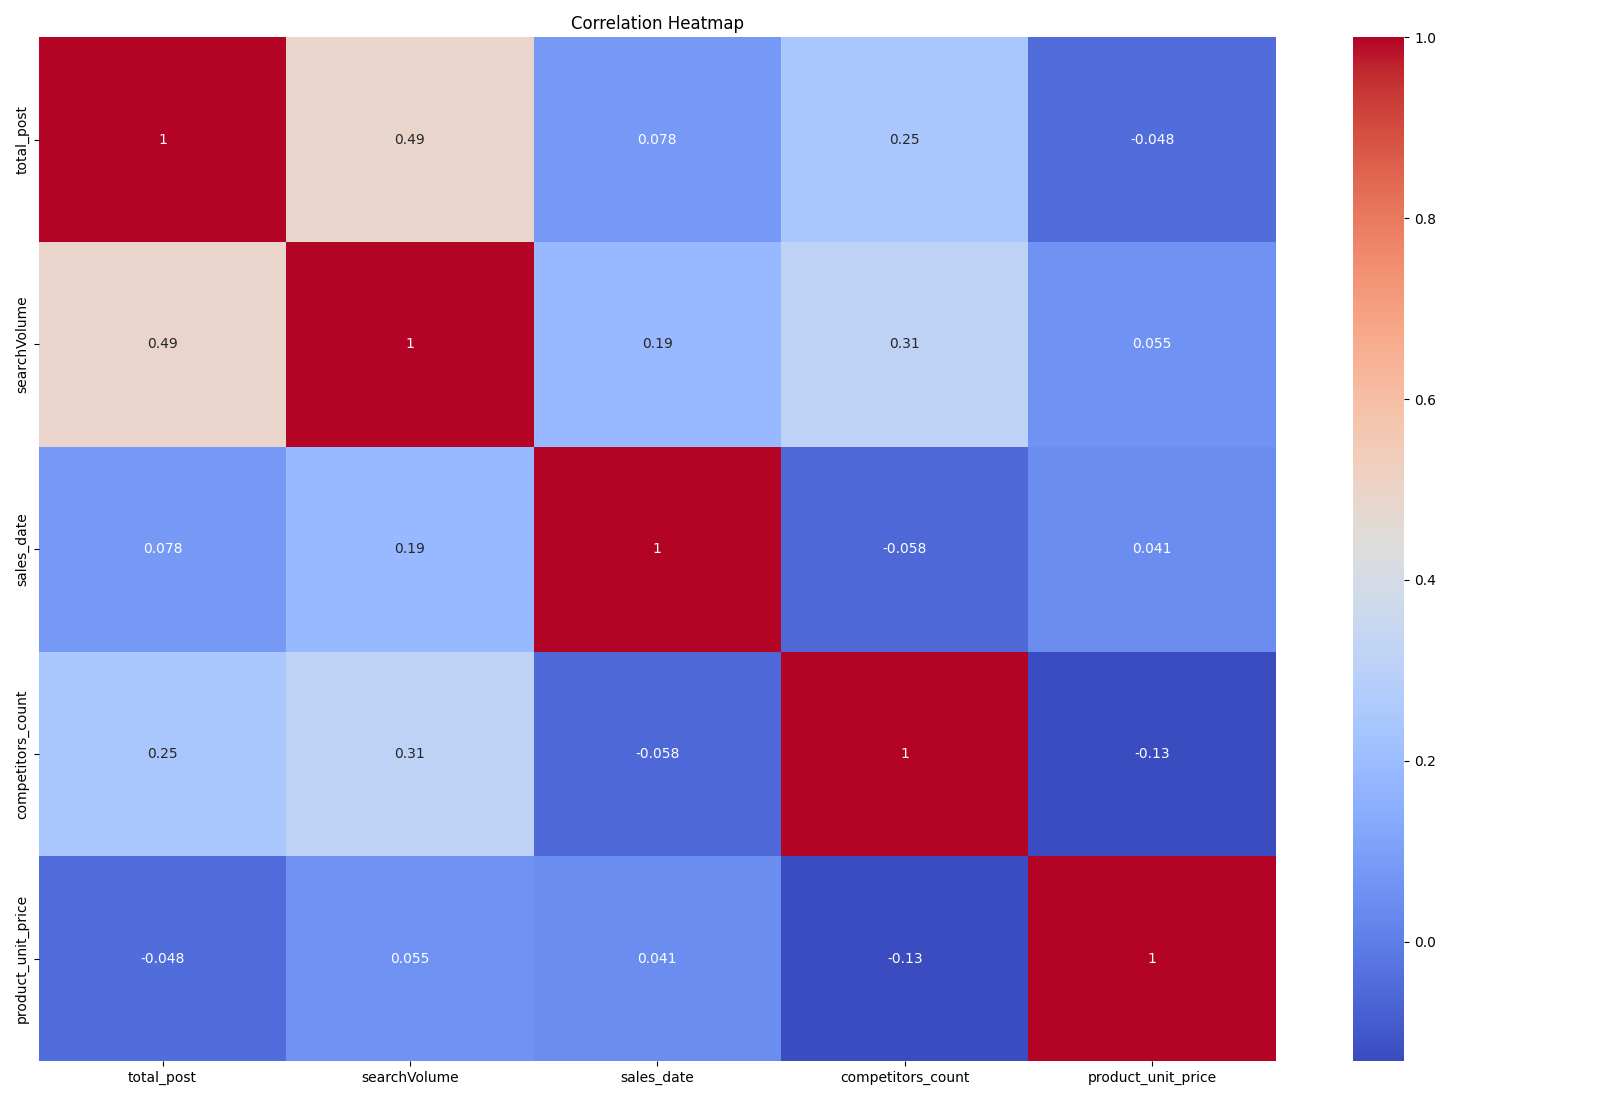 Correlation Heatmap
total_post 1 0.49 0.078 0.25 -0.048
searchVolume 0.49 1 0.19 0.31 0.055
sales_date 0.078 0.19 1 -0.058 0.041
competitors_count 0.25 0.31 -0.058 1 -0.13
product_unit_price -0.048 0.055 0.041 -0.13 1
total_post searchVolume sales_date competitors_count product_unit_price
1.0
0.8
0.6
0.4
0.2
0.0